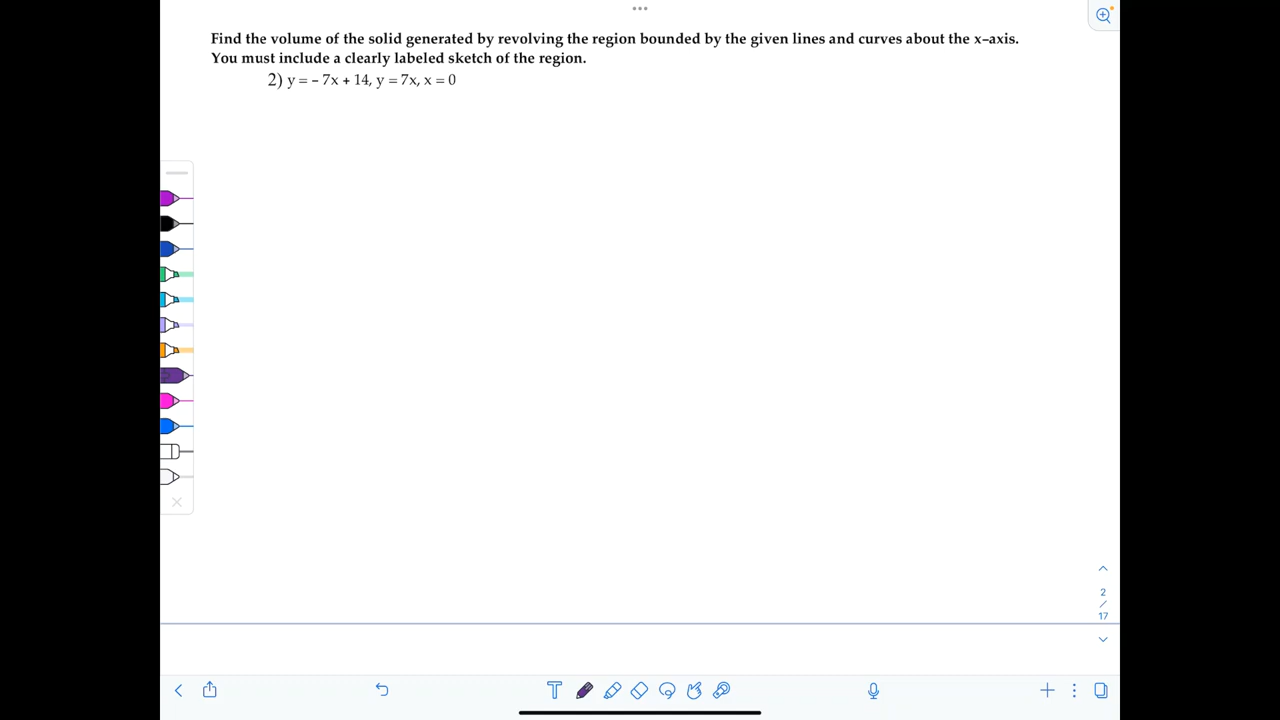 Find the volume of the solid generated by revolving the region bounded by the given lines and curves about the x–axis.
You must include a clearly labeled sketch of the region.
2) y = – 7x + 14, y = 7x, x = 0
2
/
17
T